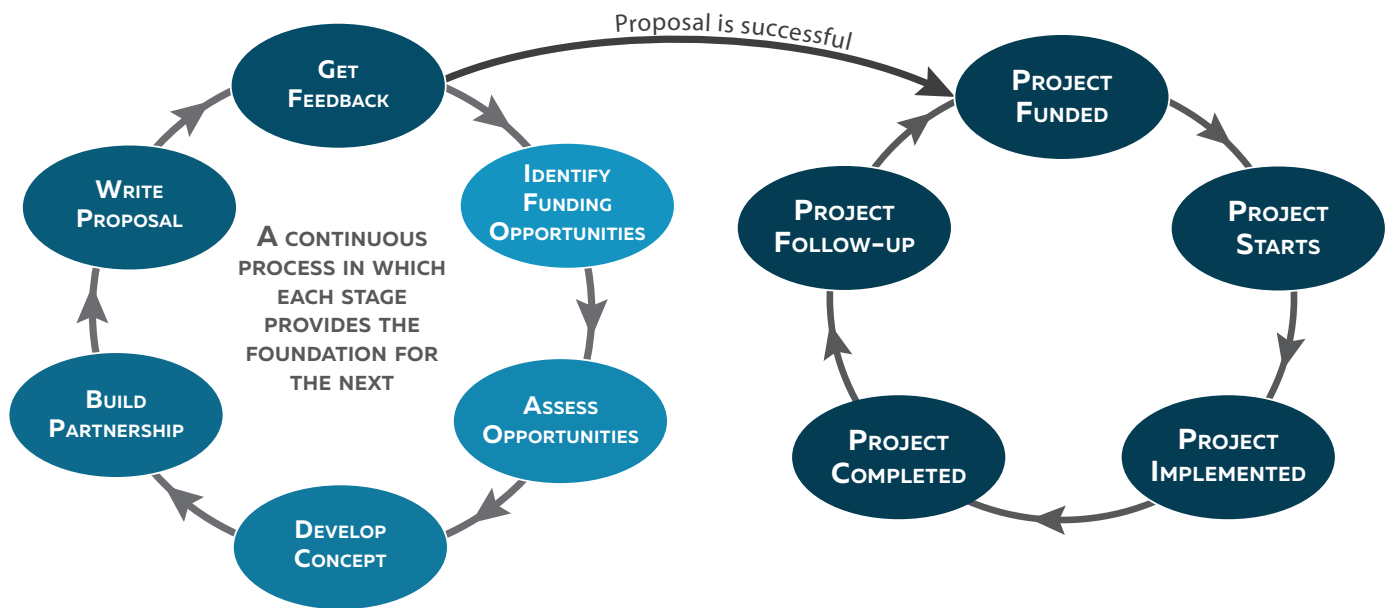 Proposal is successful
Get
Feedback
Identify
Funding
Opportunities
Assess
Opportunities
Develop
Concept
Build
Partnership
Write
Proposal
A continuous
process in which
each stage
provides the
foundation for
the next
Project
Funded
Project
Starts
Project
Implemented
Project
Completed
Project
Follow-up